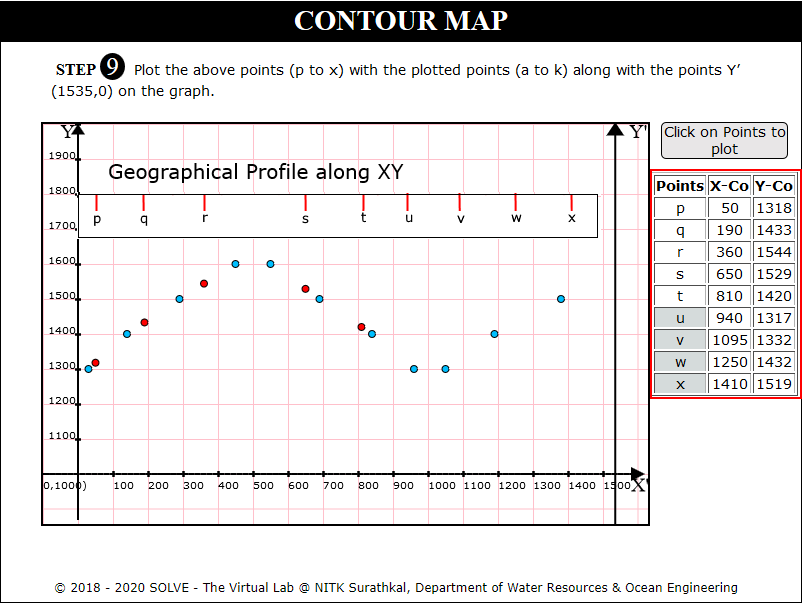 CONTOUR MAP
STEP 9 Plot the above points (p to x) with the plotted points (a to k) along with the points Y’
(1535,0) on the graph.
Y
Y'
Click on Points to
plot
1900
Geographical Profile along XY
1800
p q r s t u v w x
1700
1600
1500
1400
1300
1200
1100
0,1000) 100 200 300 400 500 600 700 800 900 1000 1100 1200 1300 1400 1500 X'
Points X-Co Y-Co
p 50 1318
q 190 1433
r 360 1544
s 650 1529
t 810 1420
u 940 1317
v 1095 1332
w 1250 1432
x 1410 1519
© 2018 - 2020 SOLVE - The Virtual Lab @ NITK Surathkal, Department of Water Resources & Ocean Engineering